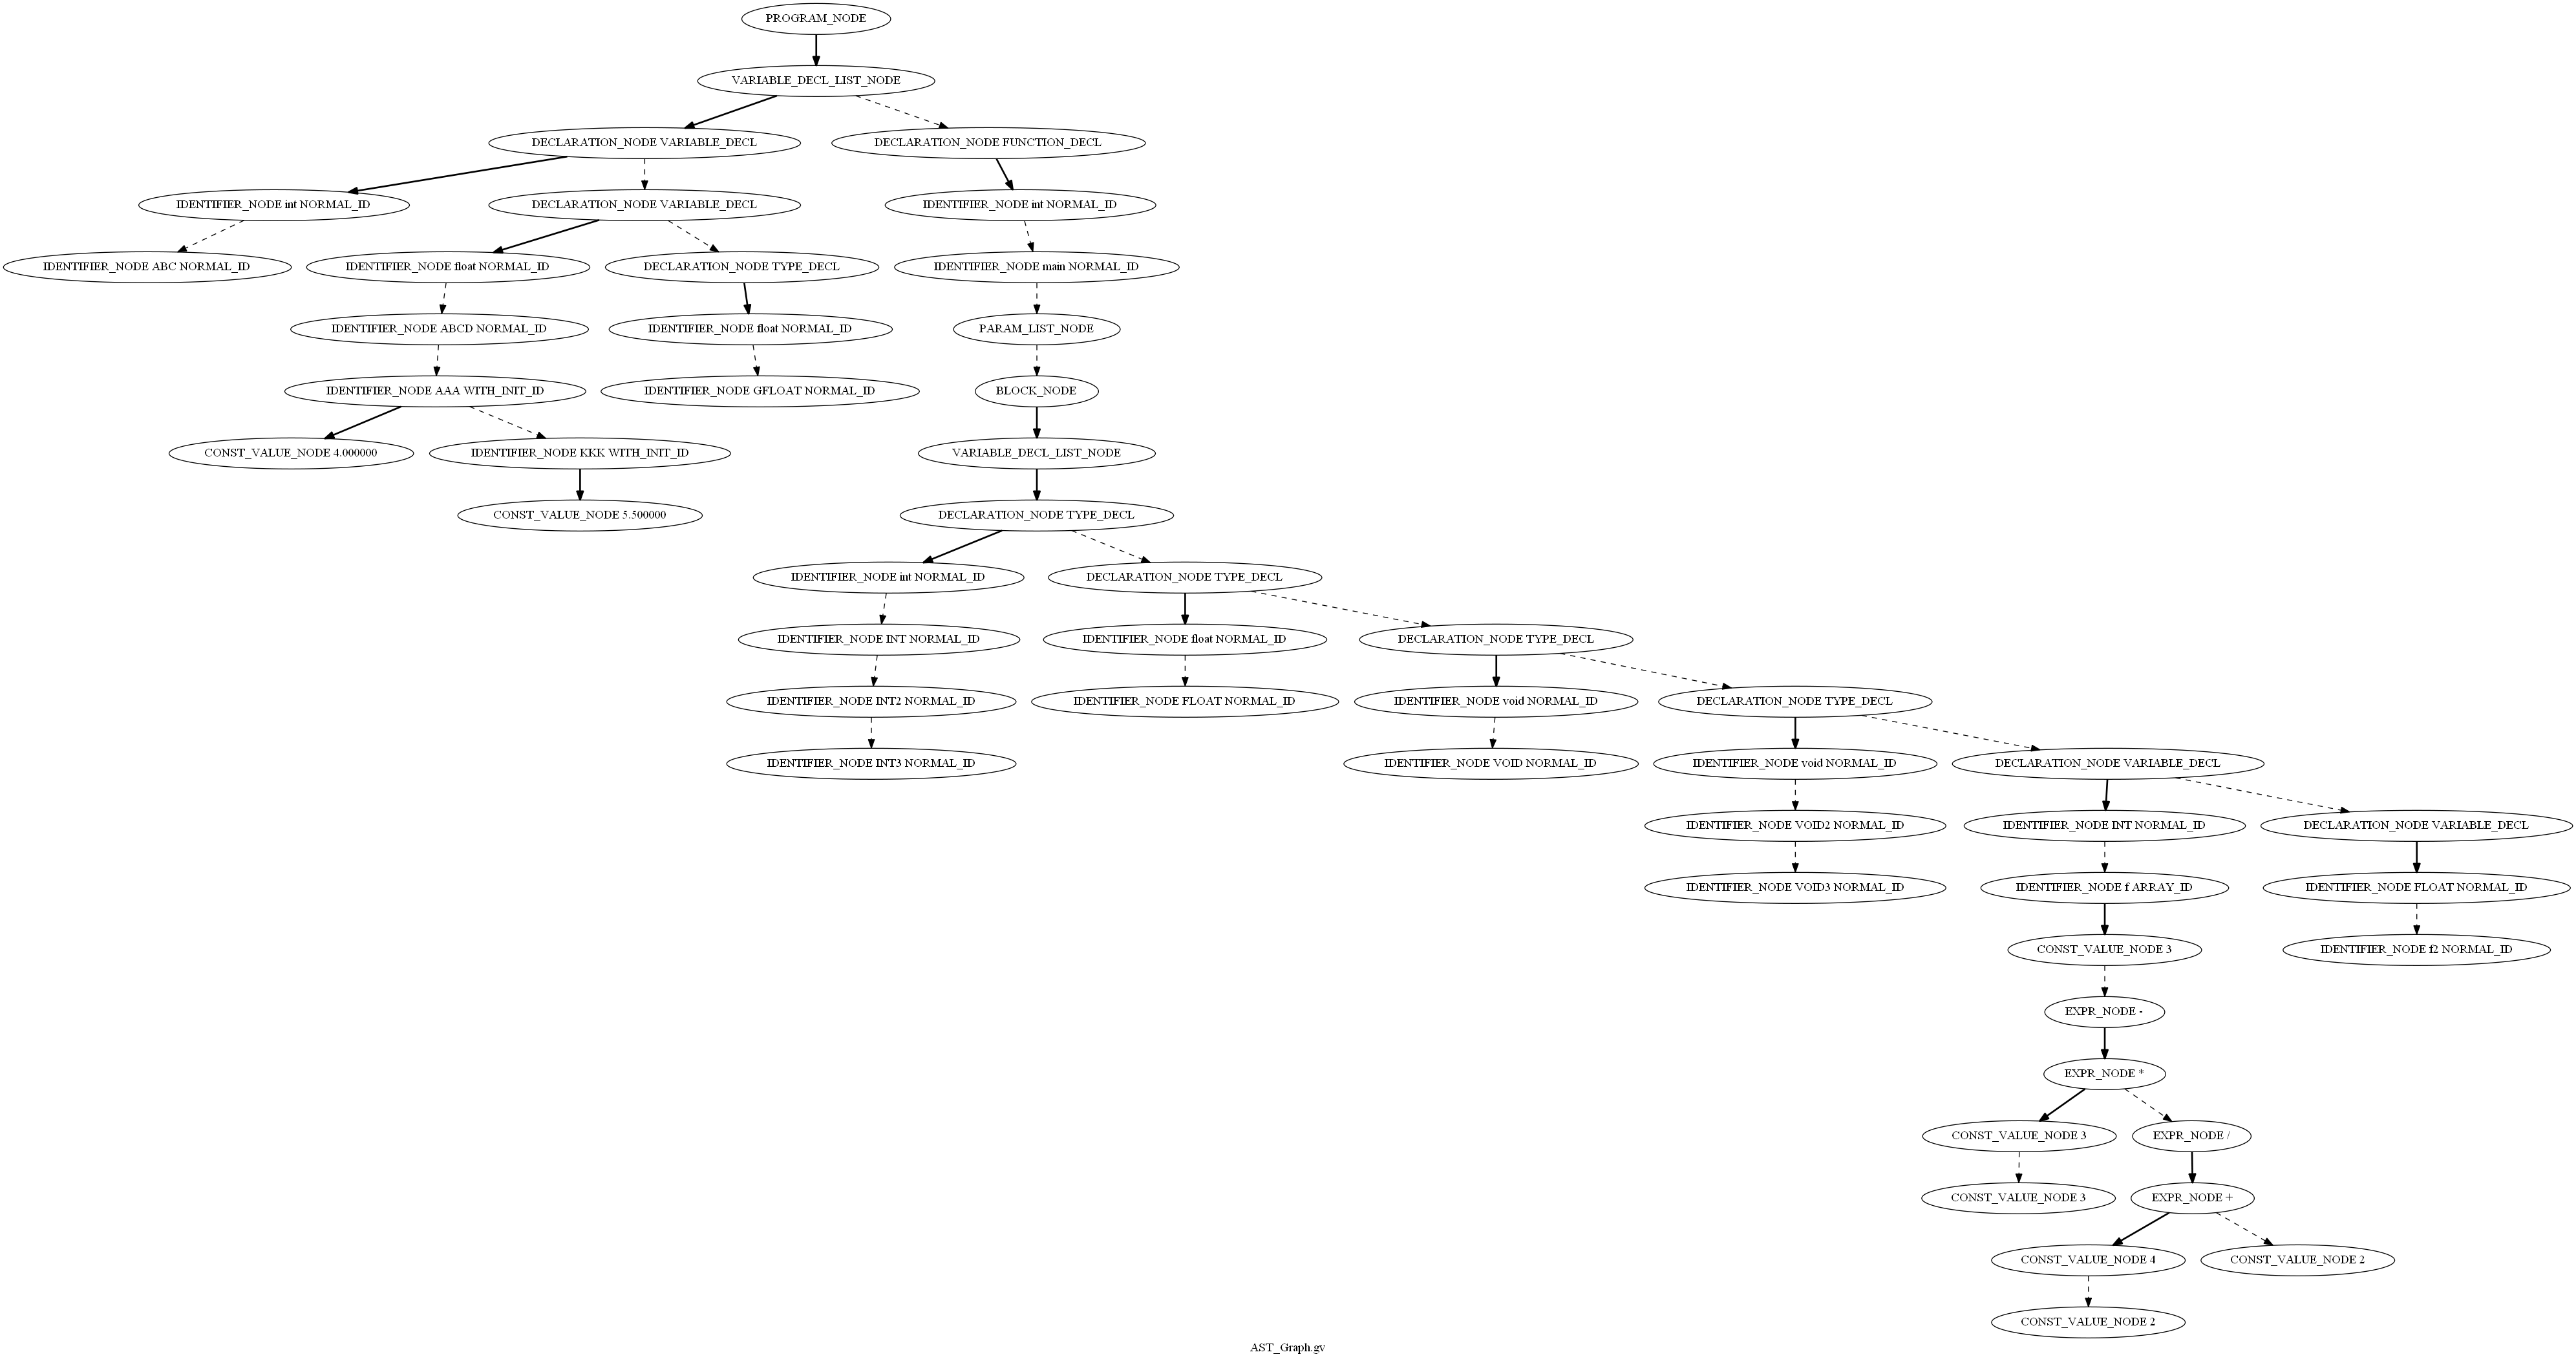 PROGRAM_NODE
VARIABLE_DECL_LIST_NODE
DECLARATION_NODE VARIABLE_DECL
DECLARATION_NODE FUNCTION_DECL
IDENTIFIER_NODE int NORMAL_ID
DECLARATION_NODE VARIABLE_DECL
IDENTIFIER_NODE int NORMAL_ID
IDENTIFIER_NODE ABC NORMAL_ID
IDENTIFIER_NODE float NORMAL_ID
DECLARATION_NODE TYPE_DECL
IDENTIFIER_NODE main NORMAL_ID
IDENTIFIER_NODE ABCD NORMAL_ID
IDENTIFIER_NODE float NORMAL_ID
PARAM_LIST_NODE
IDENTIFIER_NODE AAA WITH_INIT_ID
IDENTIFIER_NODE GFLOAT NORMAL_ID
BLOCK_NODE
CONST_VALUE_NODE 4.000000
IDENTIFIER_NODE KKK WITH_INIT_ID
VARIABLE_DECL_LIST_NODE
CONST_VALUE_NODE 5.500000
DECLARATION_NODE TYPE_DECL
IDENTIFIER_NODE int NORMAL_ID
DECLARATION_NODE TYPE_DECL
IDENTIFIER_NODE INT NORMAL_ID
IDENTIFIER_NODE float NORMAL_ID
DECLARATION_NODE TYPE_DECL
IDENTIFIER_NODE INT2 NORMAL_ID
IDENTIFIER_NODE FLOAT NORMAL_ID
IDENTIFIER_NODE void NORMAL_ID
DECLARATION_NODE TYPE_DECL
IDENTIFIER_NODE INT3 NORMAL_ID
IDENTIFIER_NODE VOID NORMAL_ID
IDENTIFIER_NODE void NORMAL_ID
DECLARATION_NODE VARIABLE_DECL
IDENTIFIER_NODE VOID2 NORMAL_ID
IDENTIFIER_NODE INT NORMAL_ID
DECLARATION_NODE VARIABLE_DECL
IDENTIFIER_NODE VOID3 NORMAL_ID
IDENTIFIER_NODE f ARRAY_ID
IDENTIFIER_NODE FLOAT NORMAL_ID
CONST_VALUE_NODE 3
IDENTIFIER_NODE f2 NORMAL_ID
EXPR_NODE -
EXPR_NODE *
CONST_VALUE_NODE 3
EXPR_NODE /
CONST_VALUE_NODE 3
EXPR_NODE +
CONST_VALUE_NODE 4
CONST_VALUE_NODE 2
CONST_VALUE_NODE 2
AST_Graph.gv